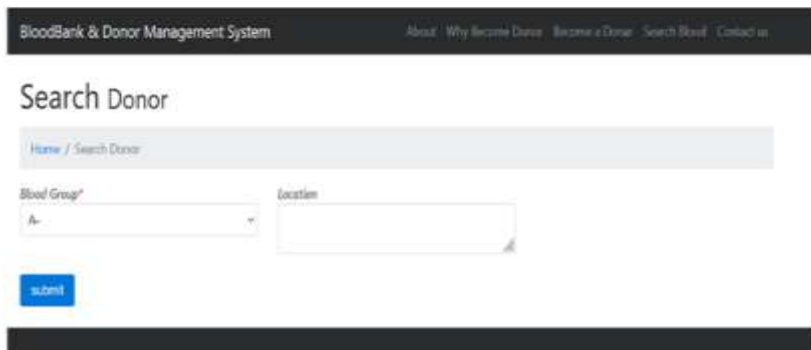 BloodBank & Donor Management System
About Why Become Donor Become a Donar Search Blood Contact us
Search Donor
Home / Search Donor
Blood Group* Location
A-
submit